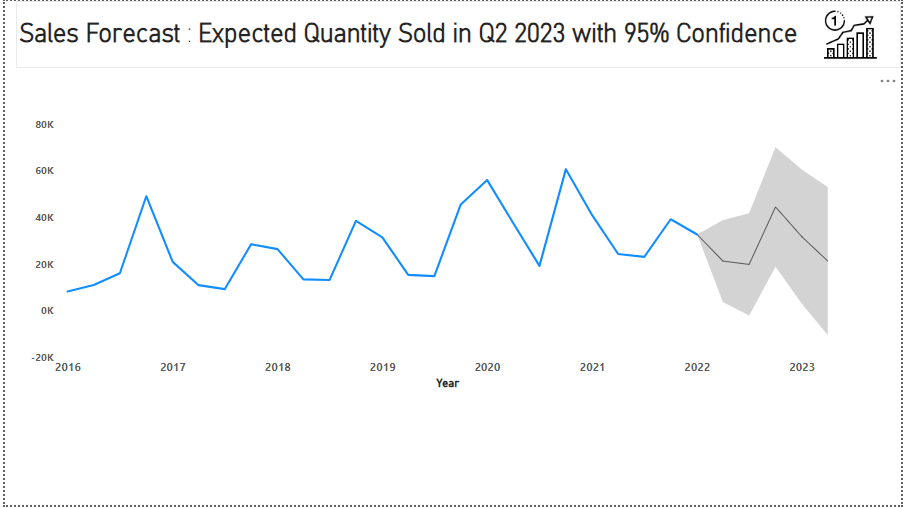 Sales Forecast : Expected Quantity Sold in Q2 2023 with 95% Confidence
1
...
80K
60K
40K
20K
0K
-20K
2016 2017 2018 2019 2020 2021 2022 2023
Year